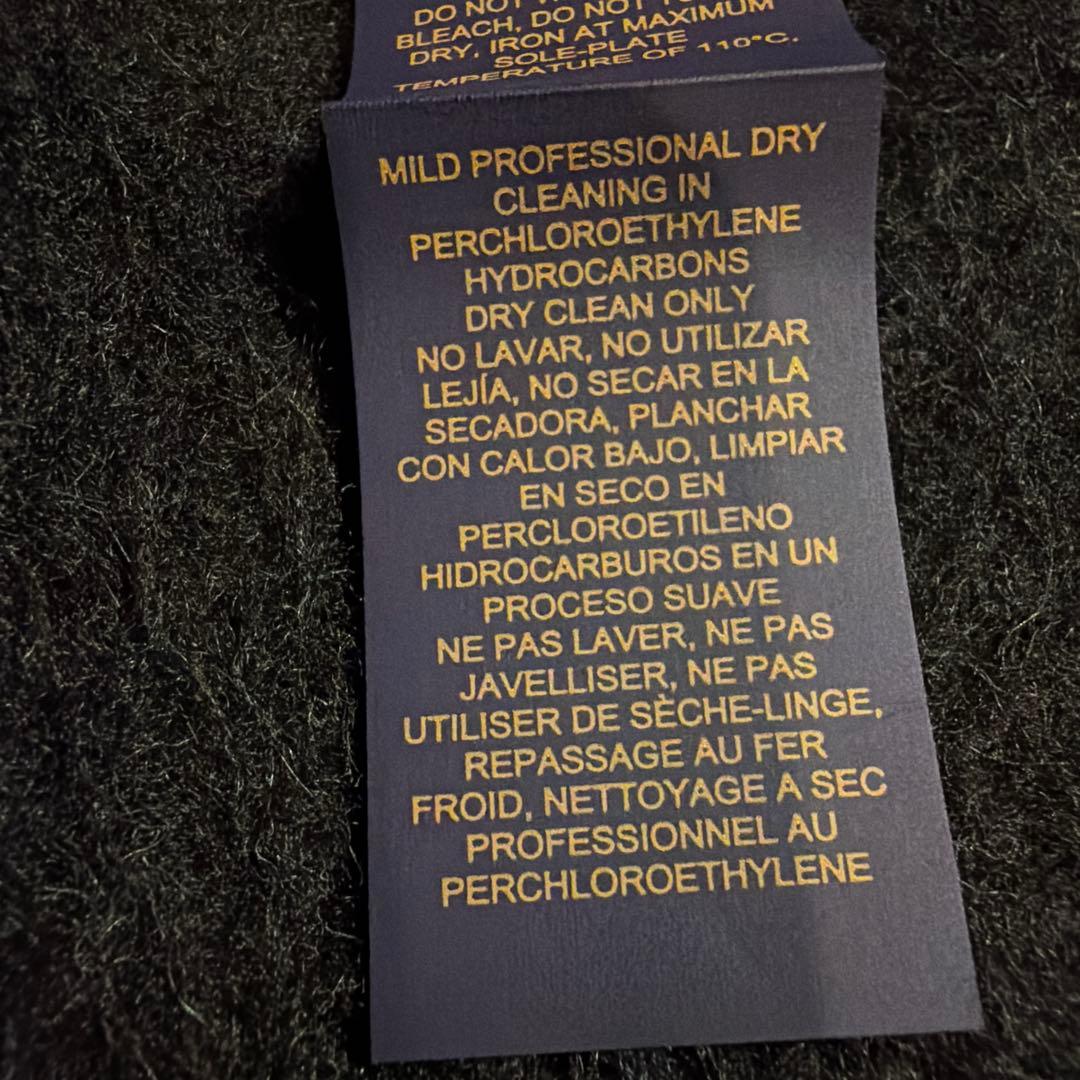 DO NOT
BLEACH, DO NOT
DRY, IRON AT MAXIMUM
SOLE-PLATE
TEMPERATURE OF 110°C.
MILD PROFESSIONAL DRY
CLEANING IN
PERCHLOROETHYLENE
HYDROCARBONS
DRY CLEAN ONLY
NO LAVAR, NO UTILIZAR
LEJÍA, NO SECAR EN LA
SECADORA, PLANCHAR
CON CALOR BAJO, LIMPIAR
EN SECO EN
PERCLOROETILENO
HIDROCARBUROS EN UN
PROCESO SUAVE
NE PAS LAVER, NE PAS
JAVELLISER, NE PAS
UTILISER DE SÈCHE-LINGE,
REPASSAGE AU FER
FROID, NETTOYAGE A SEC
PROFESSIONNEL AU
PERCHLOROETHYLENE